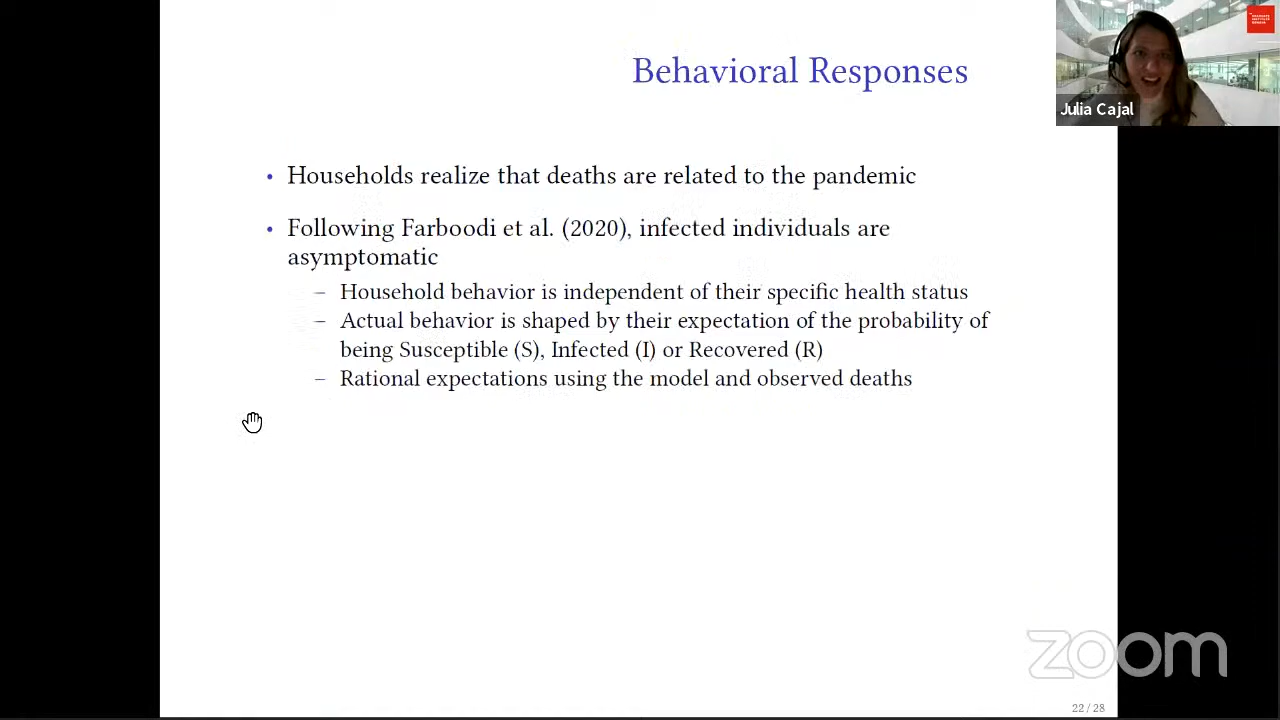 Behavioral Responses
Julia Cajal
• Households realize that deaths are related to the pandemic
• Following Farboodi et al. (2020), infected individuals are
asymptomatic
– Household behavior is independent of their specific health status
– Actual behavior is shaped by their expectation of the probability of
being Susceptible (S), Infected (I) or Recovered (R)
– Rational expectations using the model and observed deaths
zoom
22 / 28